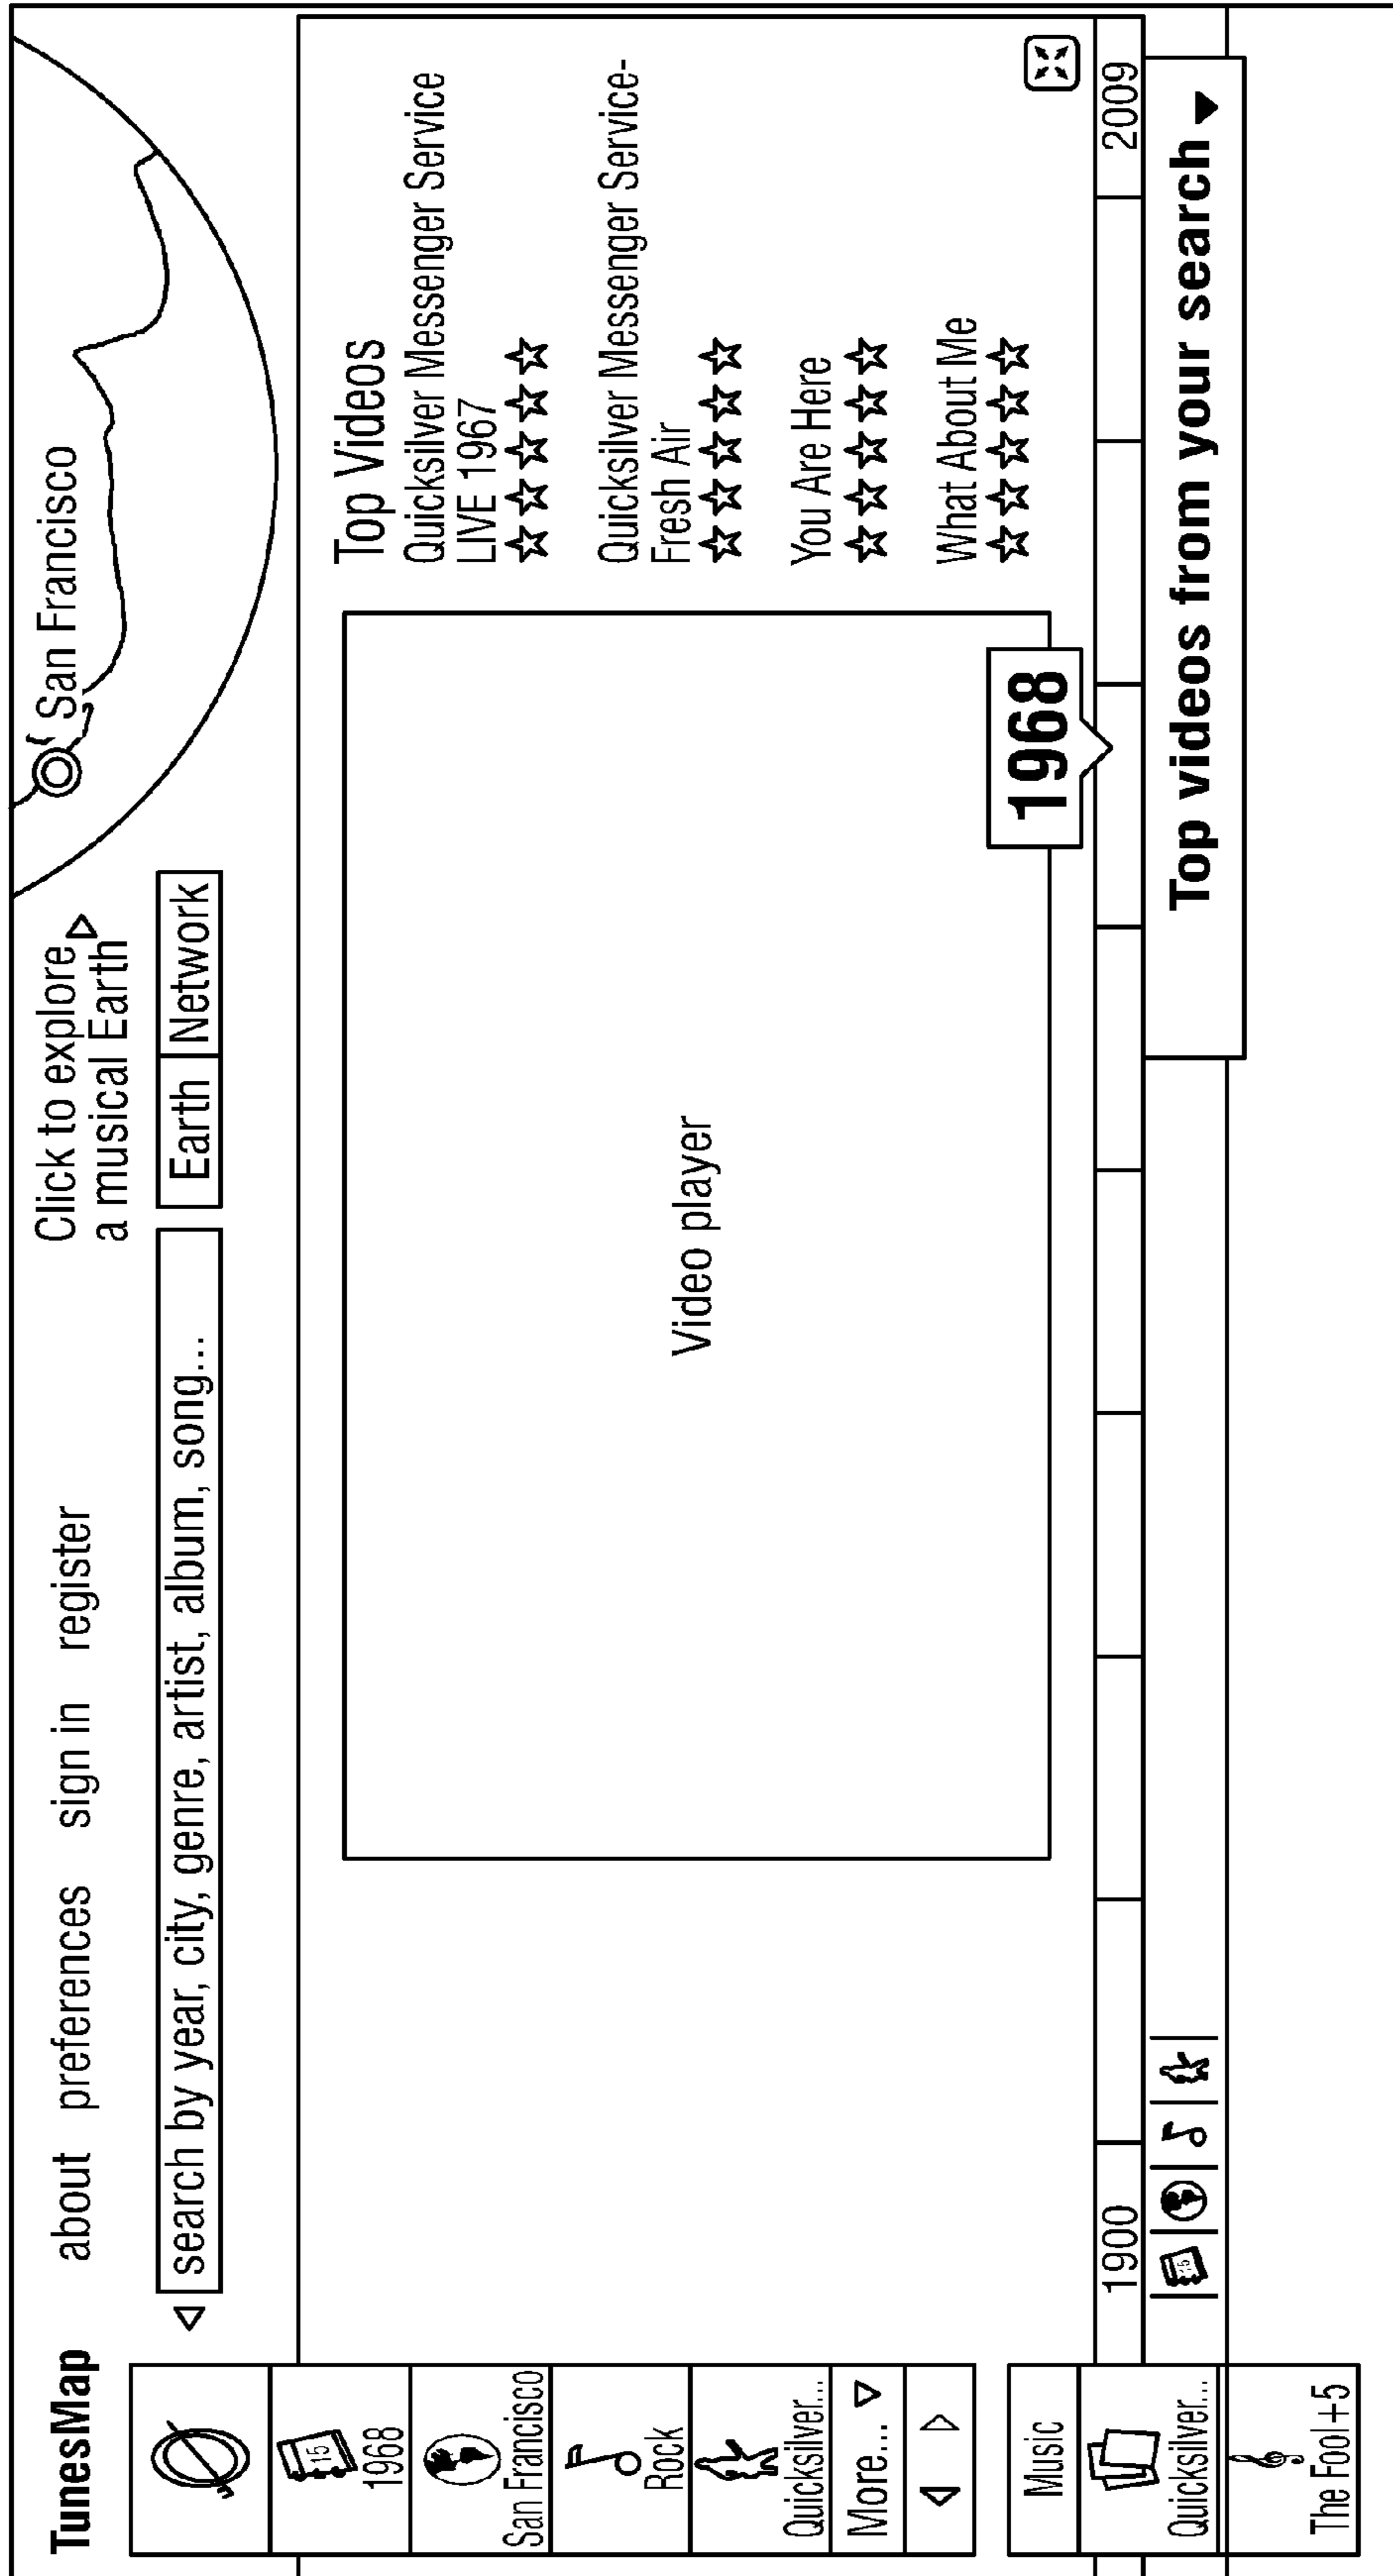 TunesMap about preferences sign in register
Click to explore
a musical Earth
San Francisco
search by year, city, genre, artist, album, song...
Earth Network
15
1968
San Francisco
Rock
Quicksilver...
More...
Music
Quicksilver...
The Fool+5
Video player
Top Videos
Quicksilver Messenger Service
LIVE 1967
Quicksilver Messenger Service-
Fresh Air
You Are Here
What About Me
1968
1900
2009
15
Top videos from your search